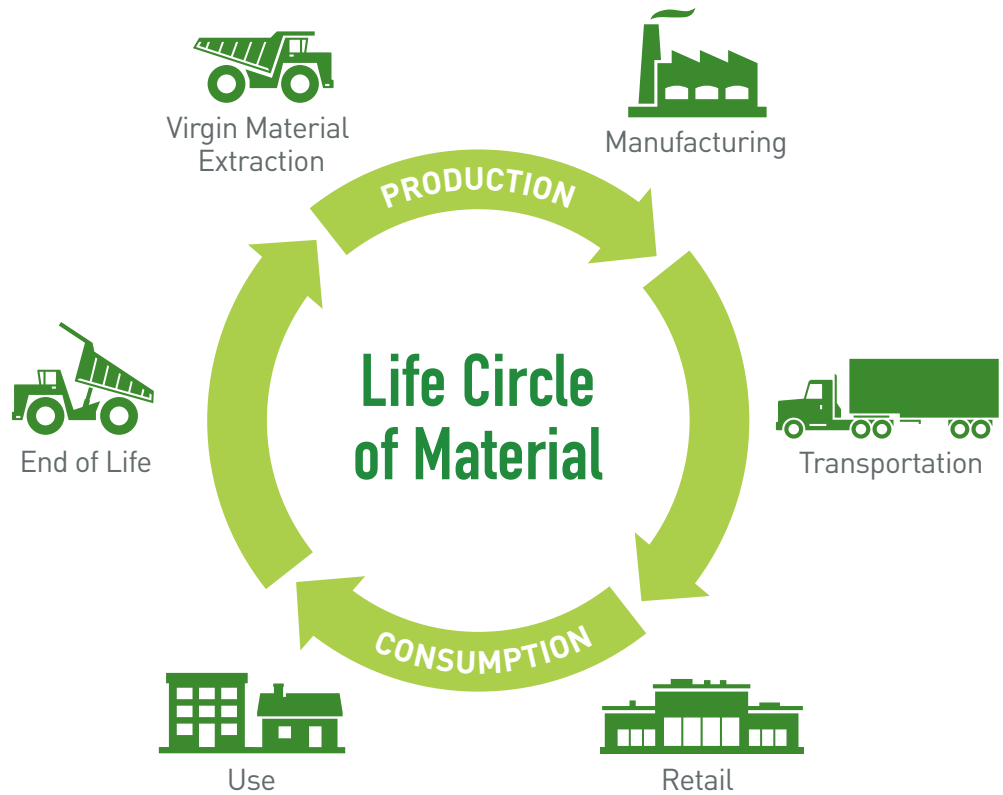 Virgin Material
Extraction
Manufacturing
PRODUCTION
Life Circle
of Material
End of Life
Transportation
CONSUMPTION
Use
Retail